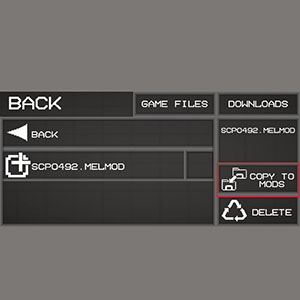 BACK
GAME FILES
DOWNLOADS
BACK
SCP0492.MELMOD
SCP0492.MELMOD
COPY TO
MODS
DELETE